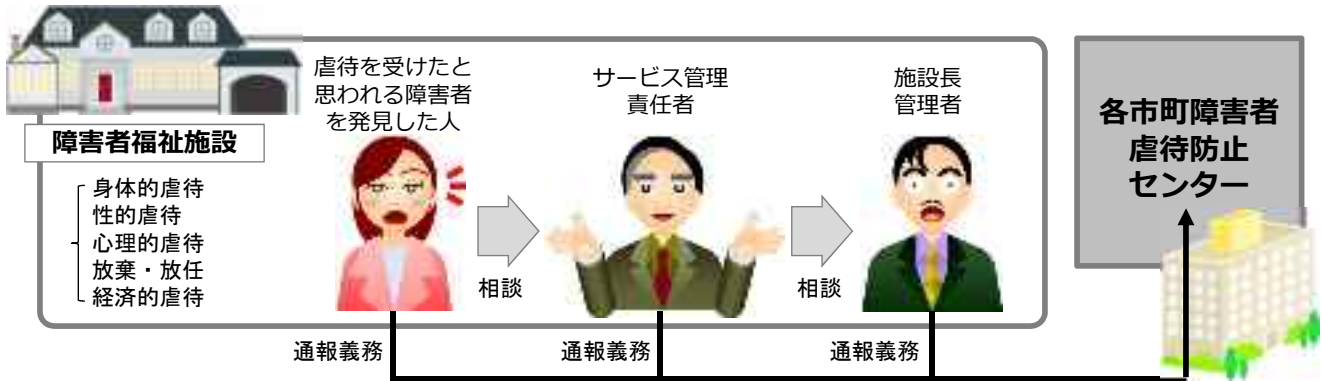 障害者福祉施設
身体的虐待
性的虐待
心理的虐待
放棄・放任
経済的虐待
虐待を受けたと
思われる障害者
を発見した人
相談
サービス管理
責任者
相談
施設長
管理者
通報義務
通報義務
通報義務
各市町障害者
虐待防止
センター